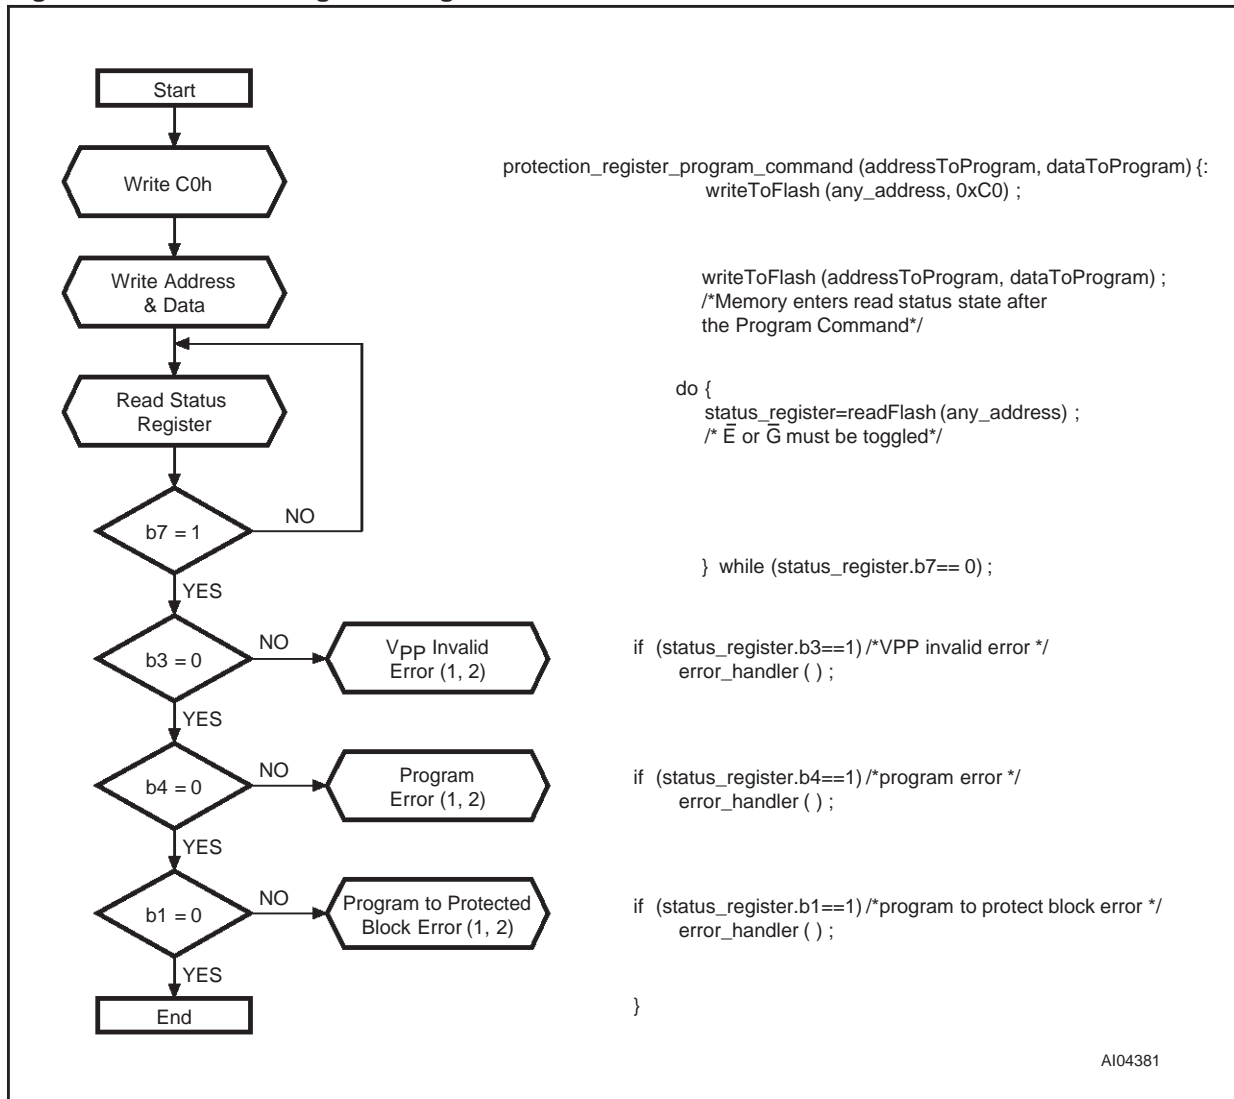 Start
Write C0h
protection_register_program_command (addressToProgram, dataToProgram) {:
writeToFlash (any_address, 0xC0) ;
Write Address
& Data
writeToFlash (addressToProgram, dataToProgram) ;
/*Memory enters read status state after
the Program Command*/
Read Status
Register
do {
status_register=readFlash (any_address) ;
/* E̅ or G̅ must be toggled*/
b7 = 1
NO
} while (status_register.b7== 0) ;
YES
b3 = 0
NO
VPP Invalid
Error (1, 2)
if (status_register.b3==1) /*VPP invalid error */
error_handler ( ) ;
YES
b4 = 0
NO
Program
Error (1, 2)
if (status_register.b4==1) /*program error */
error_handler ( ) ;
YES
b1 = 0
NO
Program to Protected
Block Error (1, 2)
if (status_register.b1==1) /*program to protect block error */
error_handler ( ) ;
YES
End
}
AI04381